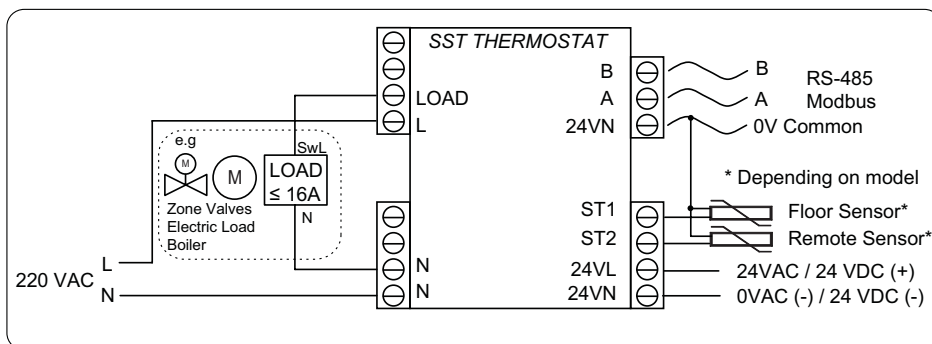 SST THERMOSTAT
LOAD
L
N
N
B
A
24VN
ST1
ST2
24VL
24VN
B
A
RS-485
Modbus
0V Common
* Depending on model
Floor Sensor*
Remote Sensor*
24VAC / 24 VDC (+)
0VAC (-) / 24 VDC (-)
e.g
M
M
SwL
LOAD
≤ 16A
N
Zone Valves
Electric Load
Boiler
220 VAC
L
N